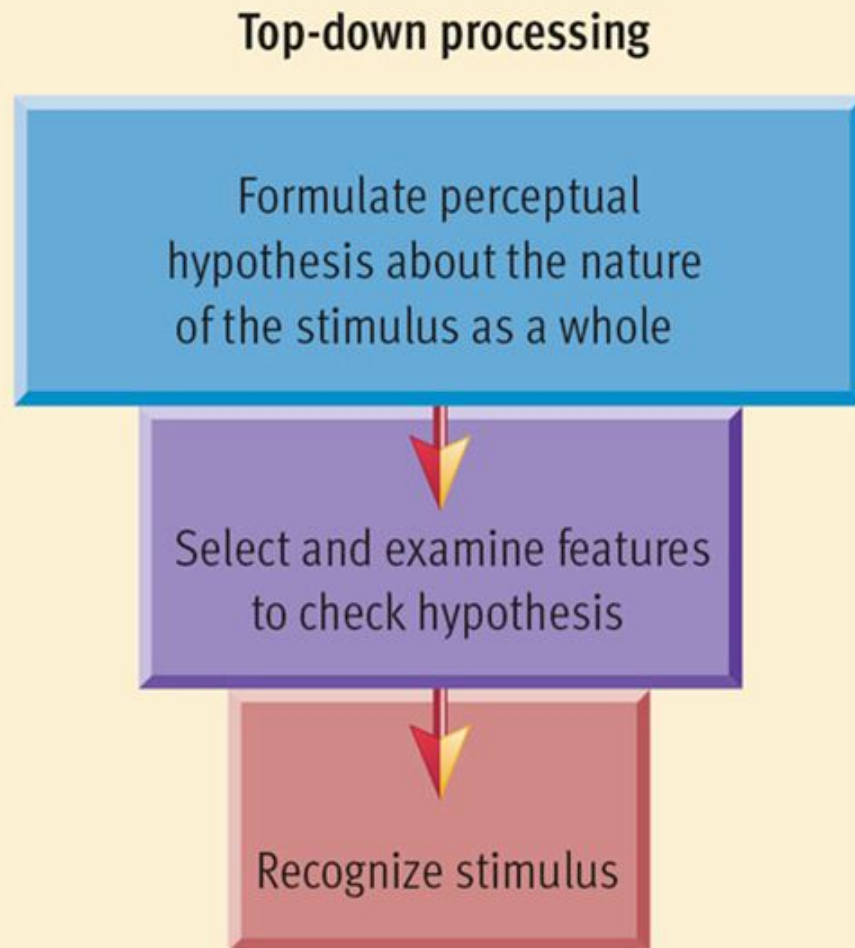 Top-down processing
Formulate perceptual
hypothesis about the nature
of the stimulus as a whole
Select and examine features
to check hypothesis
Recognize stimulus